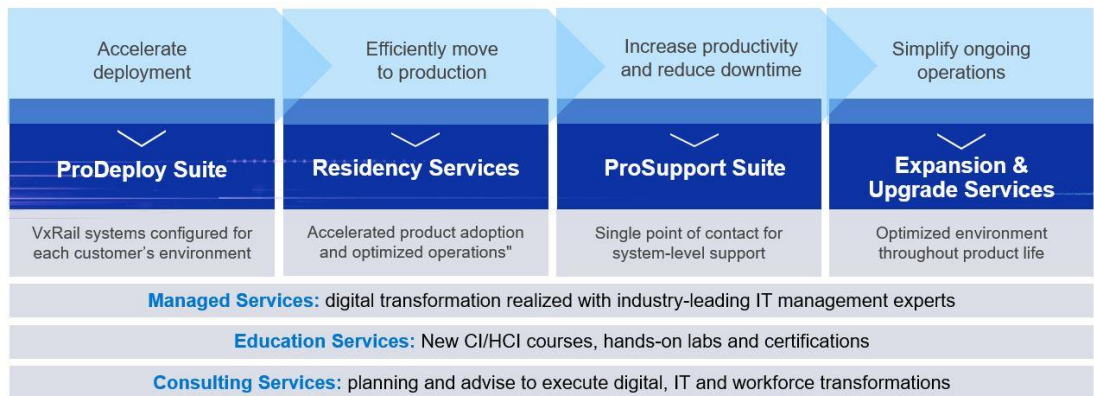 Accelerate
deployment
Efficiently move
to production
Increase productivity
and reduce downtime
Simplify ongoing
operations
ProDeploy Suite
Residency Services
ProSupport Suite
Expansion &
Upgrade Services
VxRail systems configured for
each customer's environment
Accelerated product adoption
and optimized operations"
Single point of contact for
system-level support
Optimized environment
throughout product life
Managed Services: digital transformation realized with industry-leading IT management experts
Education Services: New CI/HCI courses, hands-on labs and certifications
Consulting Services: planning and advise to execute digital, IT and workforce transformations